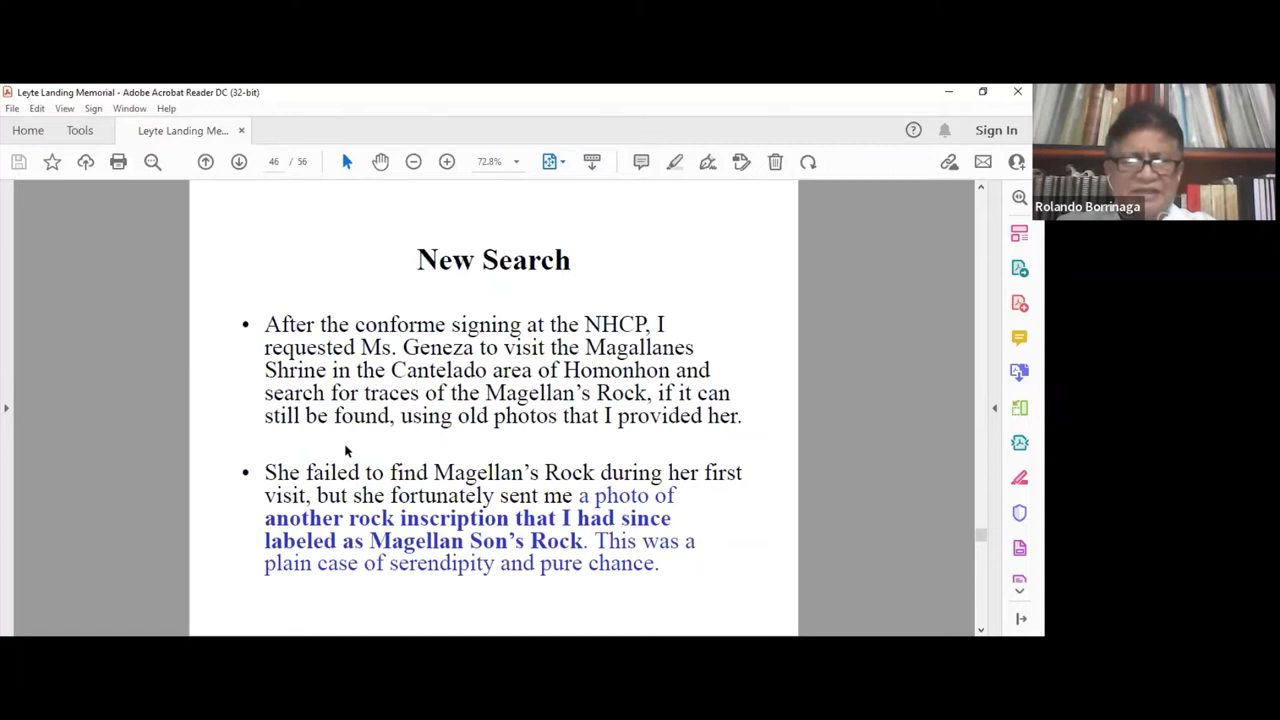 Leyte Landing Memorial - Adobe Acrobat Reader DC (32-bit)
File Edit View Sign Window Help
Home Tools Leyte Landing Me... Sign In
46 / 56 72.8%
Rolando Borrinaga
New Search
• After the conforme signing at the NHCP, I
requested Ms. Geneza to visit the Magallanes
Shrine in the Cantelado area of Homonhon and
search for traces of the Magellan’s Rock, if it can
still be found, using old photos that I provided her.
• She failed to find Magellan’s Rock during her first
visit, but she fortunately sent me a photo of
another rock inscription that I had since
labeled as Magellan Son’s Rock. This was a
plain case of serendipity and pure chance.